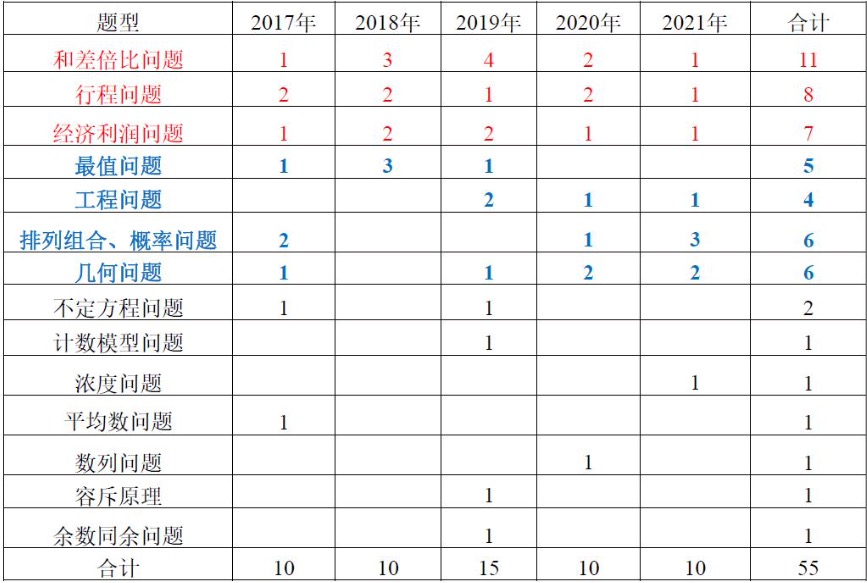 题型 2017年 2018年 2019年 2020年 2021年 合计
和差倍比问题 1 3 4 2 1 11
行程问题 2 2 1 2 1 8
经济利润问题 1 2 2 1 1 7
最值问题 1 3 1 5
工程问题 2 1 1 4
排列组合、概率问题 2 1 3 6
几何问题 1 1 2 2 6
不定方程问题 1 1 2
计数模型问题 1 1
浓度问题 1 1
平均数问题 1 1
数列问题 1 1
容斥原理 1 1
余数同余问题 1 1
合计 10 10 15 10 10 55